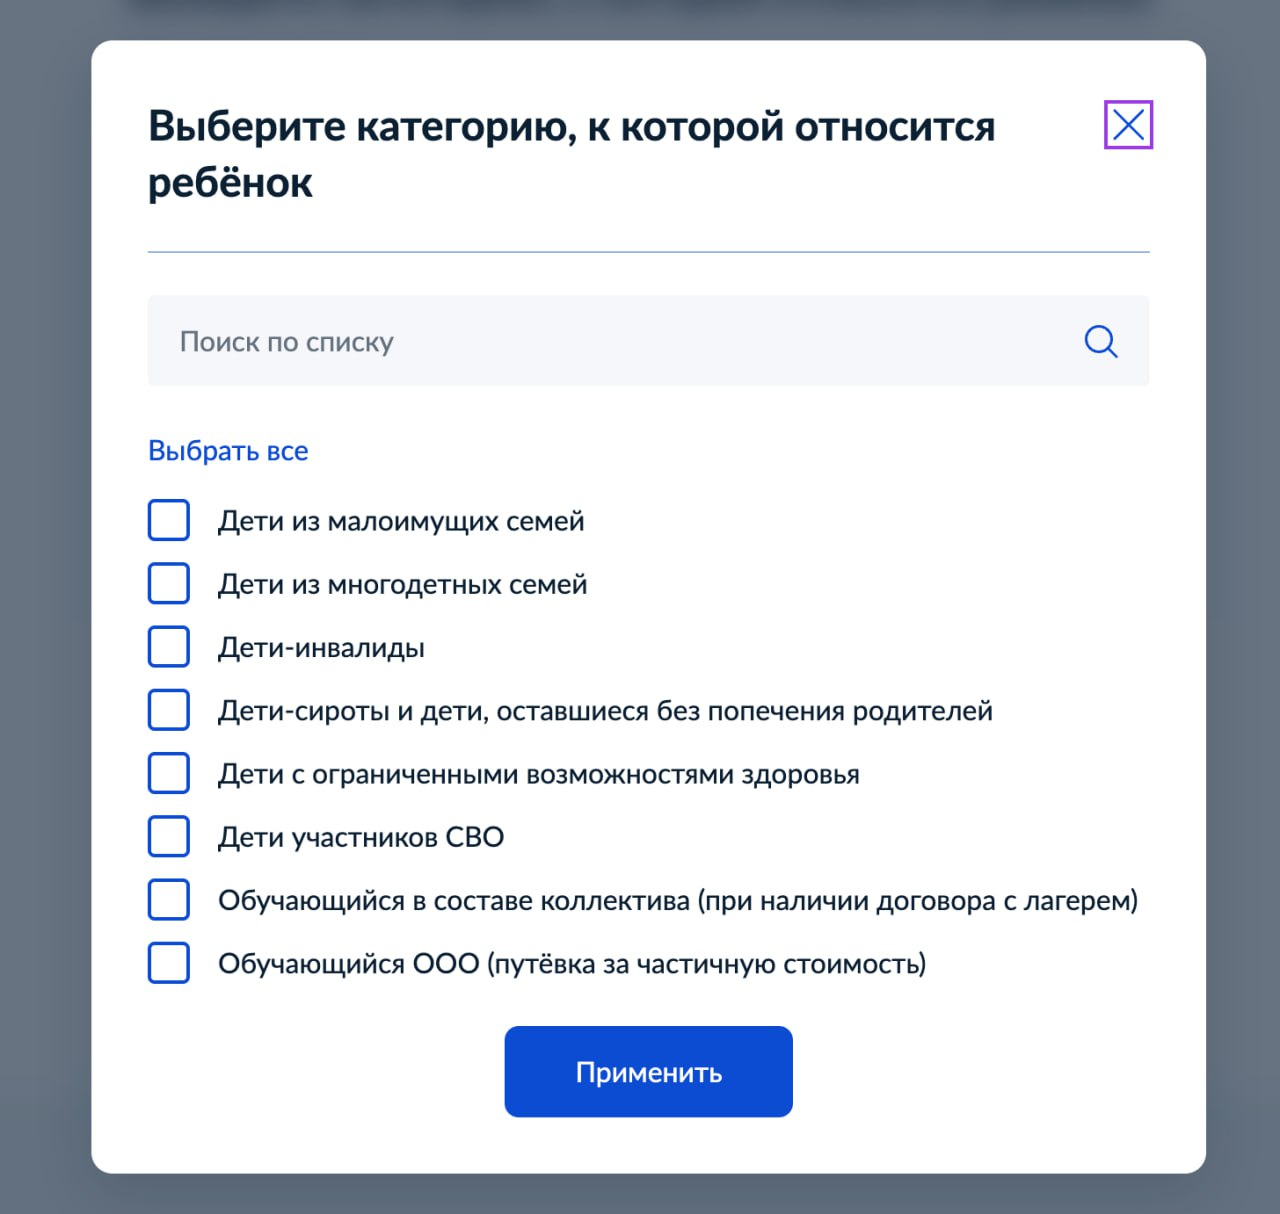 Выберите категорию, к которой относится
ребёнок
Поиск по списку
Выбрать все
Дети из малоимущих семей
Дети из многодетных семей
Дети-инвалиды
Дети-сироты и дети, оставшиеся без попечения родителей
Дети с ограниченными возможностями здоровья
Дети участников СВО
Обучающийся в составе коллектива (при наличии договора с лагерем)
Обучающийся ООО (путёвка за частичную стоимость)
Применить